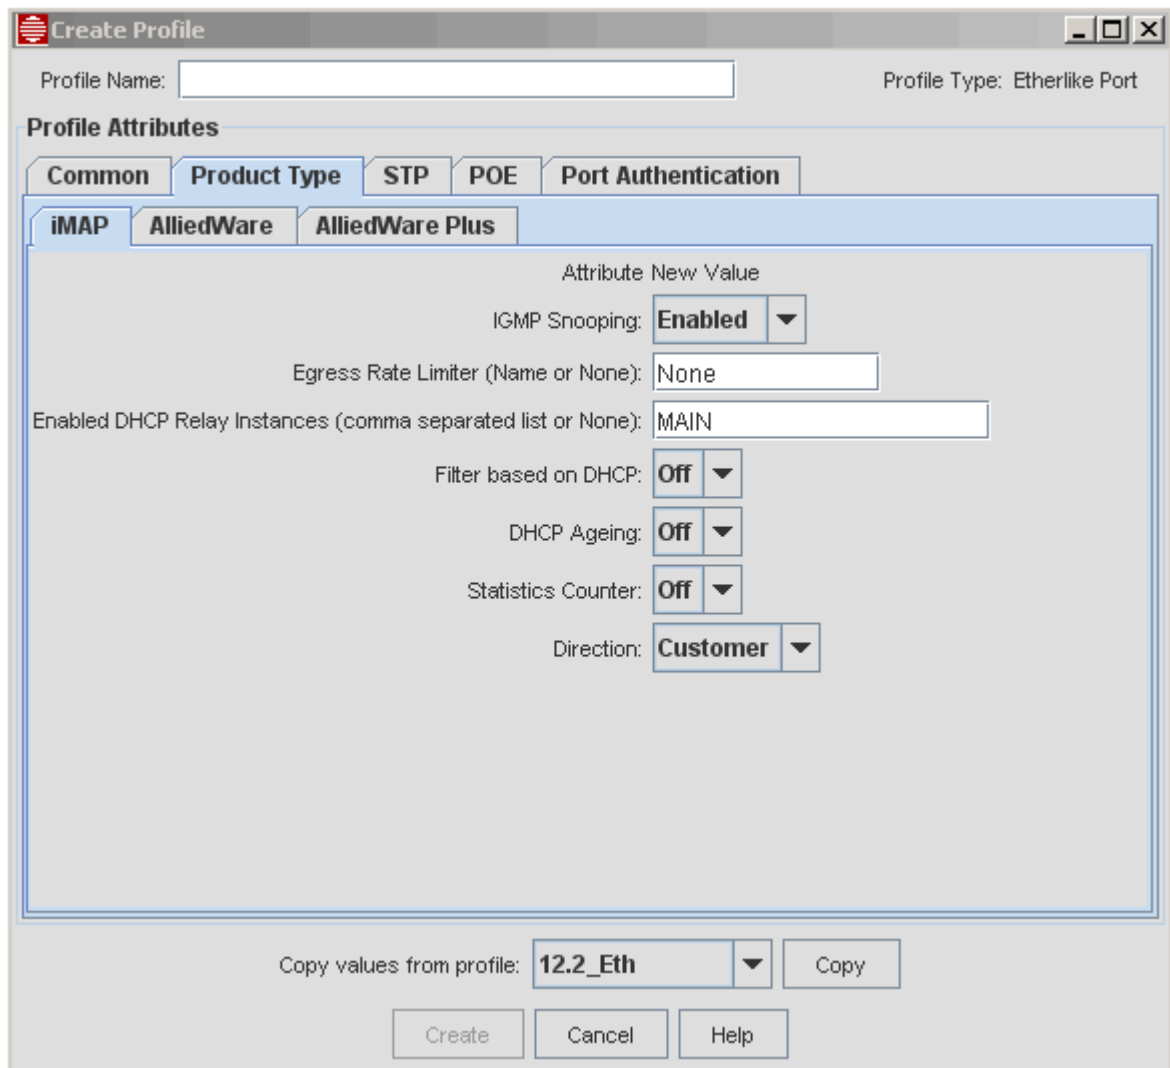 Create Profile
Profile Name: Profile Type: Etherlike Port
Profile Attributes
Common Product Type STP POE Port Authentication
iMAP AlliedWare AlliedWare Plus
Attribute New Value
IGMP Snooping: Enabled
Egress Rate Limiter (Name or None): None
Enabled DHCP Relay Instances (comma separated list or None): MAIN
Filter based on DHCP: Off
DHCP Ageing: Off
Statistics Counter: Off
Direction: Customer
Copy values from profile: 12.2_Eth Copy
Create Cancel Help